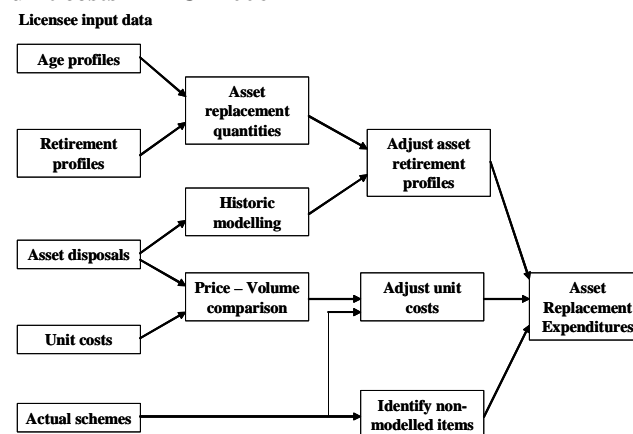 Licensee input data
Age profiles
Asset
replacement
quantities
Retirement
profiles
Adjust asset
retirement
profiles
Historic
modelling
Asset disposals
Price – Volume
comparison
Adjust unit
costs
Asset
Replacement
Expenditures
Unit costs
Actual schemes
Identify non-
modelled items